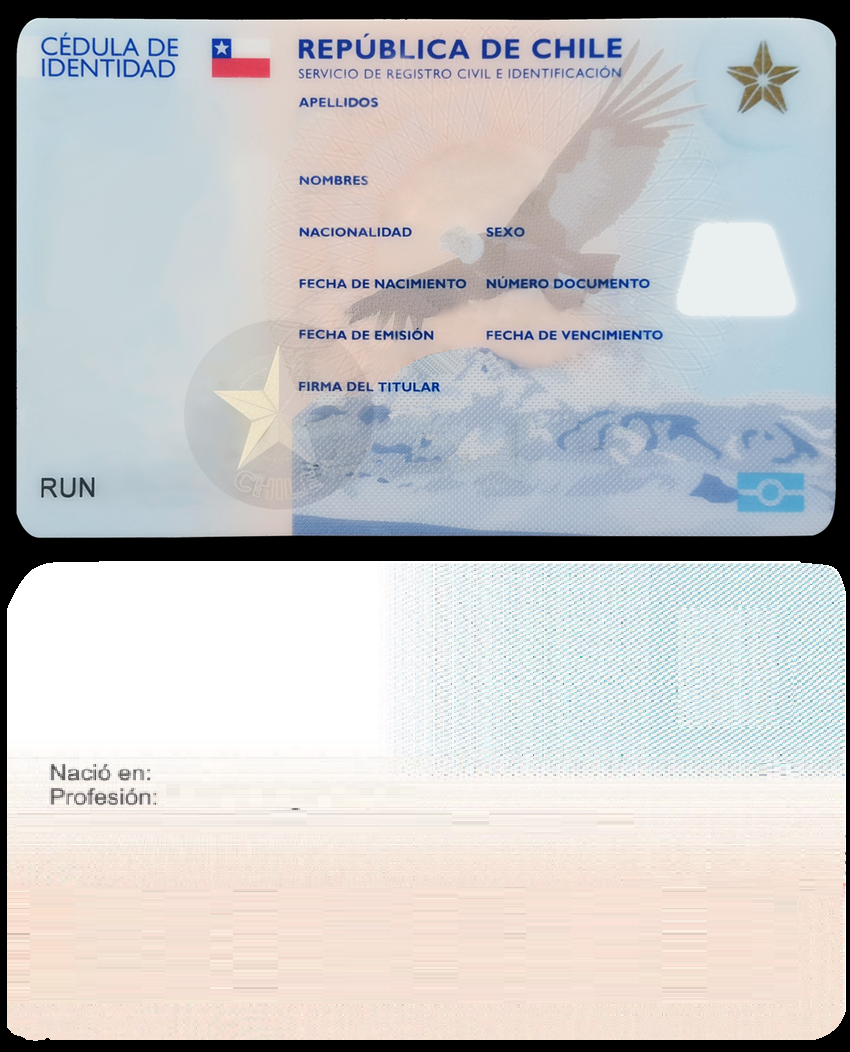 CÉDULA DE
IDENTIDAD
REPÚBLICA DE CHILE
SERVICIO DE REGISTRO CIVIL E IDENTIFICACIÓN
APELLIDOS
NOMBRES
NACIONALIDAD SEXO
FECHA DE NACIMIENTO NÚMERO DOCUMENTO
FECHA DE EMISIÓN FECHA DE VENCIMIENTO
FIRMA DEL TITULAR
CHILE
RUN
Nació en:
Profesión: